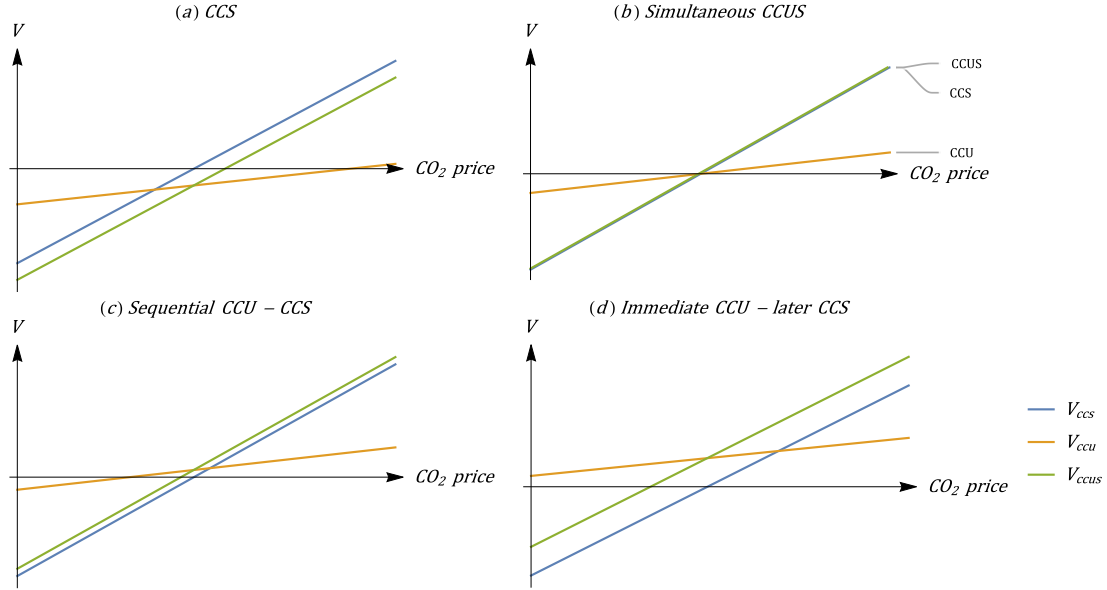 (a) CCS
V
CO₂ price
(b) Simultaneous CCUS
V
CCUS
CCS
CCU
CO₂ price
(c) Sequential CCU – CCS
V
CO₂ price
(d) Immediate CCU – later CCS
V
CO₂ price
Vccs
Vccu
Vccus